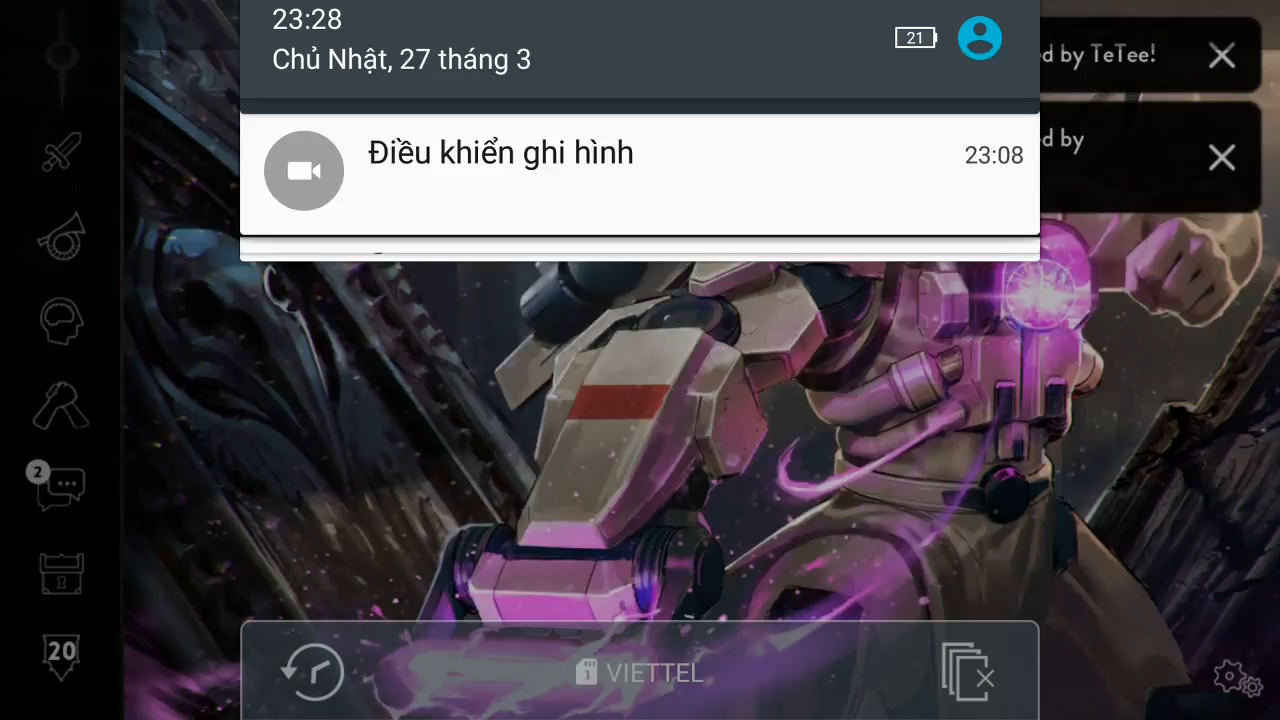 23:28
Chủ Nhật, 27 tháng 3
21
d by TeTee!
Điều khiển ghi hình
23:08
d by
2
20
1 VIETTEL